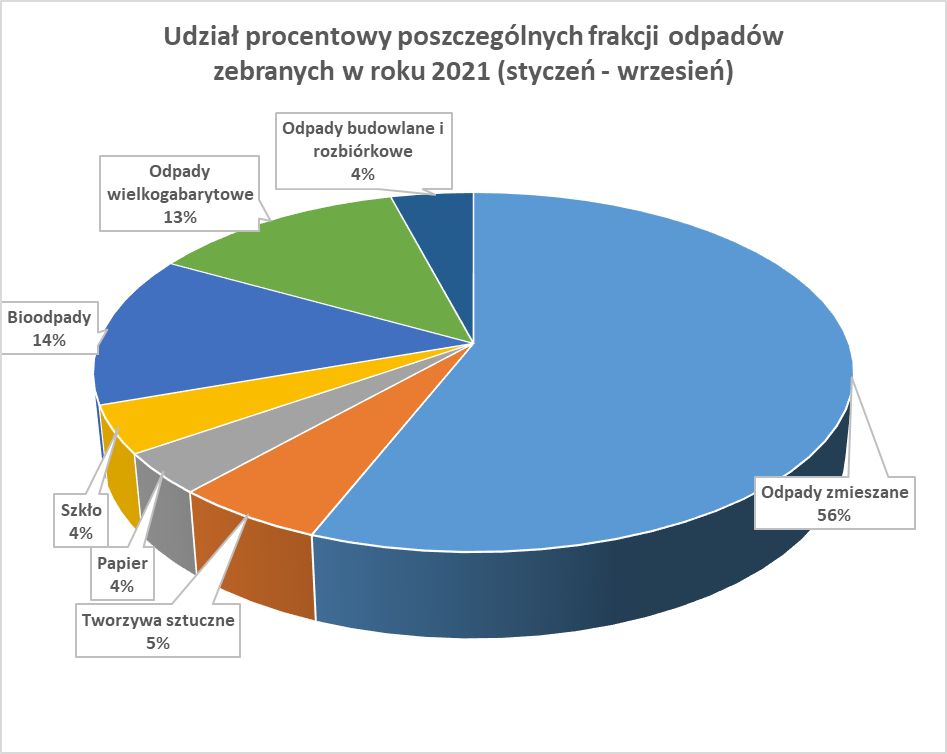 Udział procentowy poszczególnych frakcji odpadów
zebranych w roku 2021 (styczeń - wrzesień)
Odpady budowlane i
rozbiórkowe
4%
Odpady
wielkogabarytowe
13%
Bioodpady
14%
Szkło
4%
Papier
4%
Tworzywa sztuczne
5%
Odpady zmieszane
56%